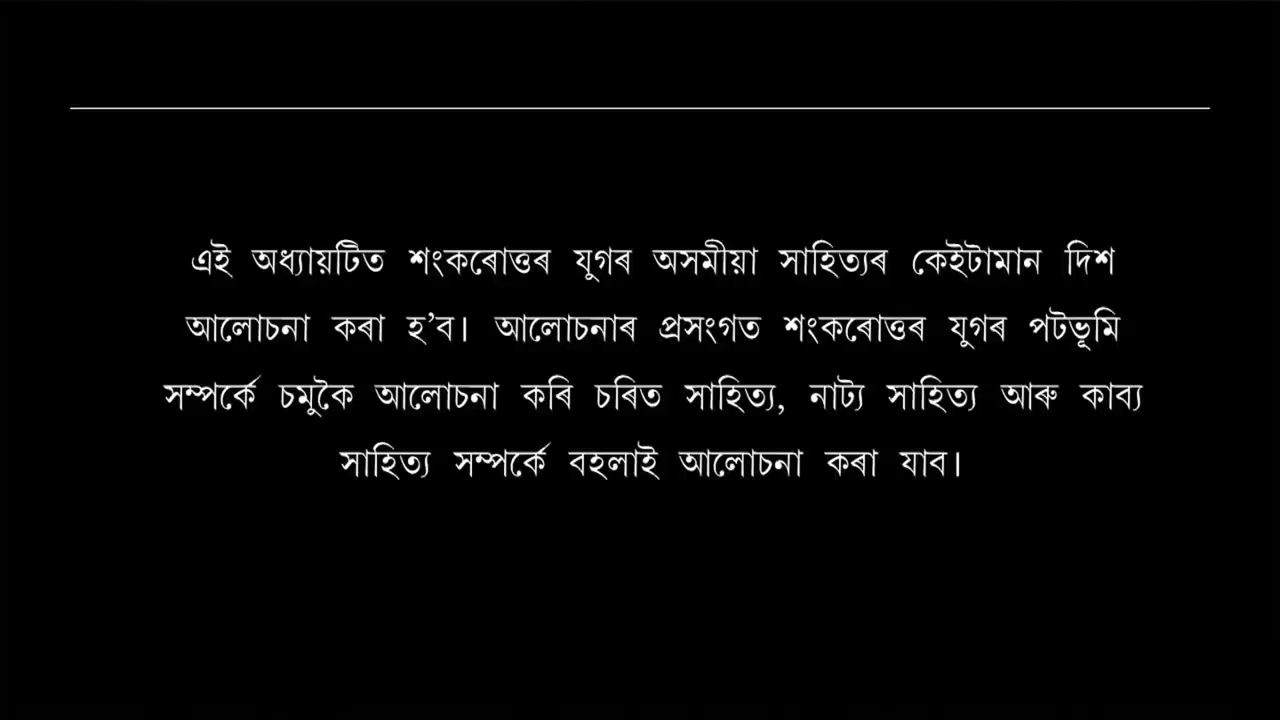 এই অধ্যায়টিত শংকৰোত্তৰ যুগৰ অসমীয়া সাহিত্যৰ কেইটামান দিশ
আলোচনা কৰা হ’ব। আলোচনাৰ প্ৰসংগত শংকৰোত্তৰ যুগৰ পটভূমি
সম্পৰ্কে চমুকৈ আলোচনা কৰি চৰিত সাহিত্য, নাট্য সাহিত্য আৰু কাব্য
সাহিত্য সম্পৰ্কে বহলাই আলোচনা কৰা যাব।